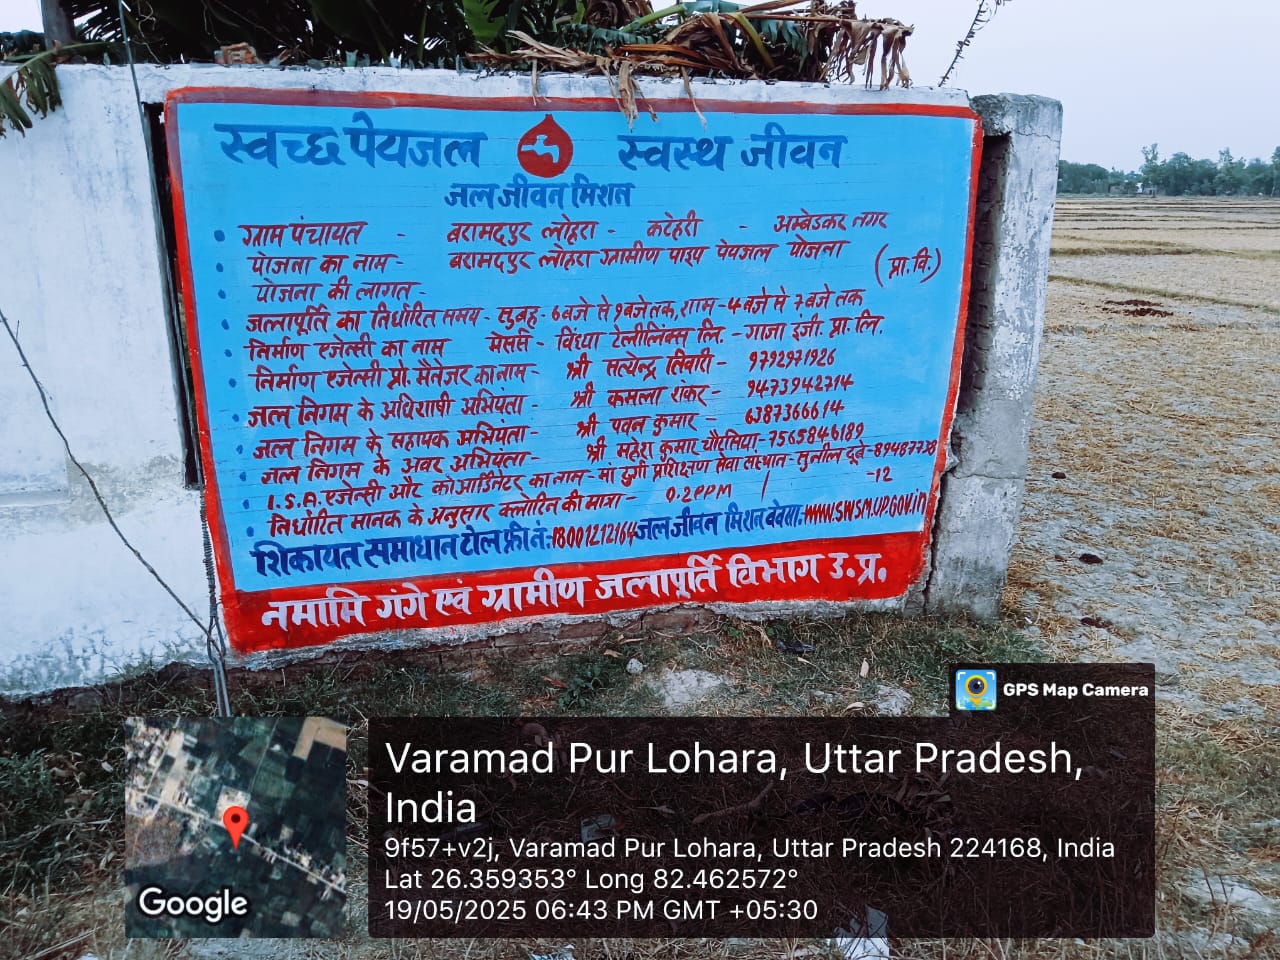 स्वच्छ पेयजल स्वस्थ जीवन
जल जीवन मिशन
ग्राम पंचायत - बरामदपुर लोहरा - कटेहरी - अम्बेडकर नगर
योजना का नाम - बरामदपुर लोहरा ग्रामीण पाइप पेयजल योजना
योजना की लागत - (प्रा.वि.)
जलापूर्ति का निर्धारित समय - सुबह - 6 बजे से 9 बजे तक, शाम - 4 बजे से 7 बजे तक
निर्माण एजेन्सी का नाम मेसर्स - विंध्या टेलीलिंक्स लि. - गाजा इंजी. प्रा. लि.
निर्माण एजेन्सी प्रो. मैनेजर का नाम - श्री सत्येन्द्र तिवारी - 9792971926
जल निगम के अधिशाषी अभियंता - श्री कमला शंकर - 9473942714
जल निगम के सहायक अभियंता - श्री पवन कुमार - 6387366614
जल निगम के अवर अभियंता - श्री महेश कुमार चौरसिया - 7565846189
I.S.A. एजेन्सी और कोआर्डिनेटर का नाम - मां दुर्गा प्रशिक्षण सेवा संस्थान - सुनील दूबे - 89487738
-12
निर्धारित मानक के अनुसार क्लोरिन की मात्रा - 0.2 PPM
शिकायत समाधान टोल फ्री नं. 18001212164 जल जीवन मिशन बेवसा. WWW.SWSM.UP.GOV.in
नमामि गंगे एवं ग्रामीण जलापूर्ति विभाग उ.प्र.
GPS Map Camera
Varamad Pur Lohara, Uttar Pradesh,
India
9f57+v2j, Varamad Pur Lohara, Uttar Pradesh 224168, India
Lat 26.359353° Long 82.462572°
19/05/2025 06:43 PM GMT +05:30
Google